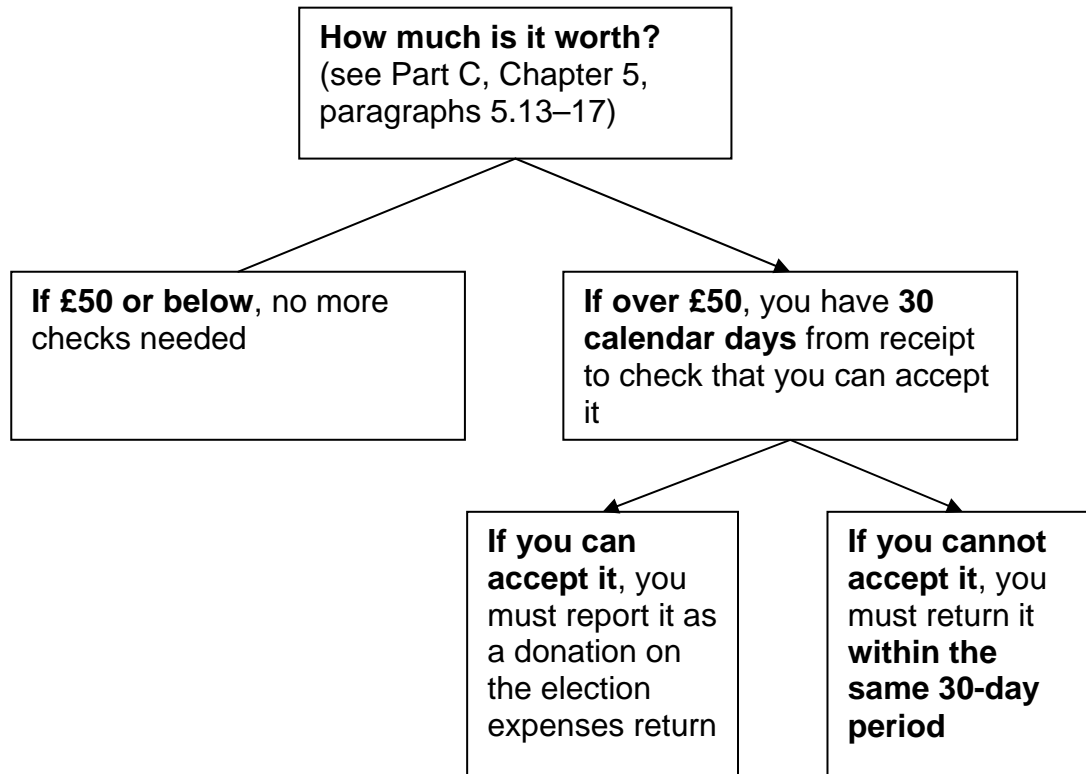 How much is it worth?
(see Part C, Chapter 5,
paragraphs 5.13–17)
If £50 or below, no more
checks needed
If over £50, you have 30
calendar days from receipt
to check that you can accept
it
If you can
accept it, you
must report it as
a donation on
the election
expenses return
If you cannot
accept it, you
must return it
within the
same 30-day
period